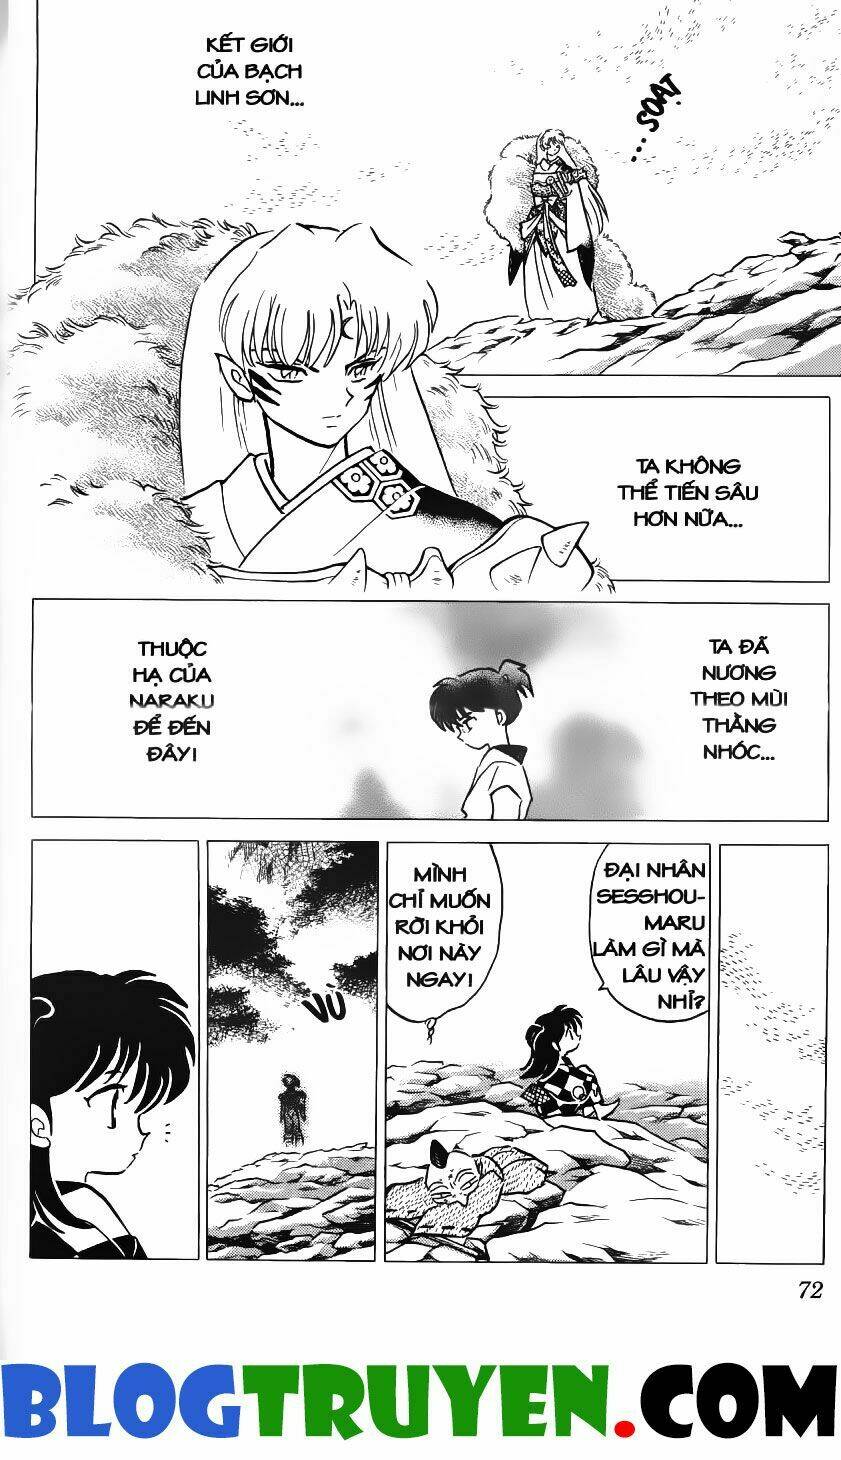 KẾT GIỚI
CỦA BẠCH
LINH SƠN...
... SOẠT
TA KHÔNG
THỂ TIẾN SÂU
HƠN NỮA...
TA ĐÃ
NƯƠNG
THEO MÙI
THẰNG
NHÓC...
THUỘC
HẠ CỦA
NARAKU
ĐỂ ĐẾN
ĐÂY!
ĐẠI NHÂN
SESSHOU-
MARU
LÀM GÌ MÀ
LÂU VẬY
NHỈ?
MÌNH
CHỈ MUỐN
RỜI KHỎI
NƠI NÀY
NGAY!
VÙ
72
BLOGTRUYEN.COM